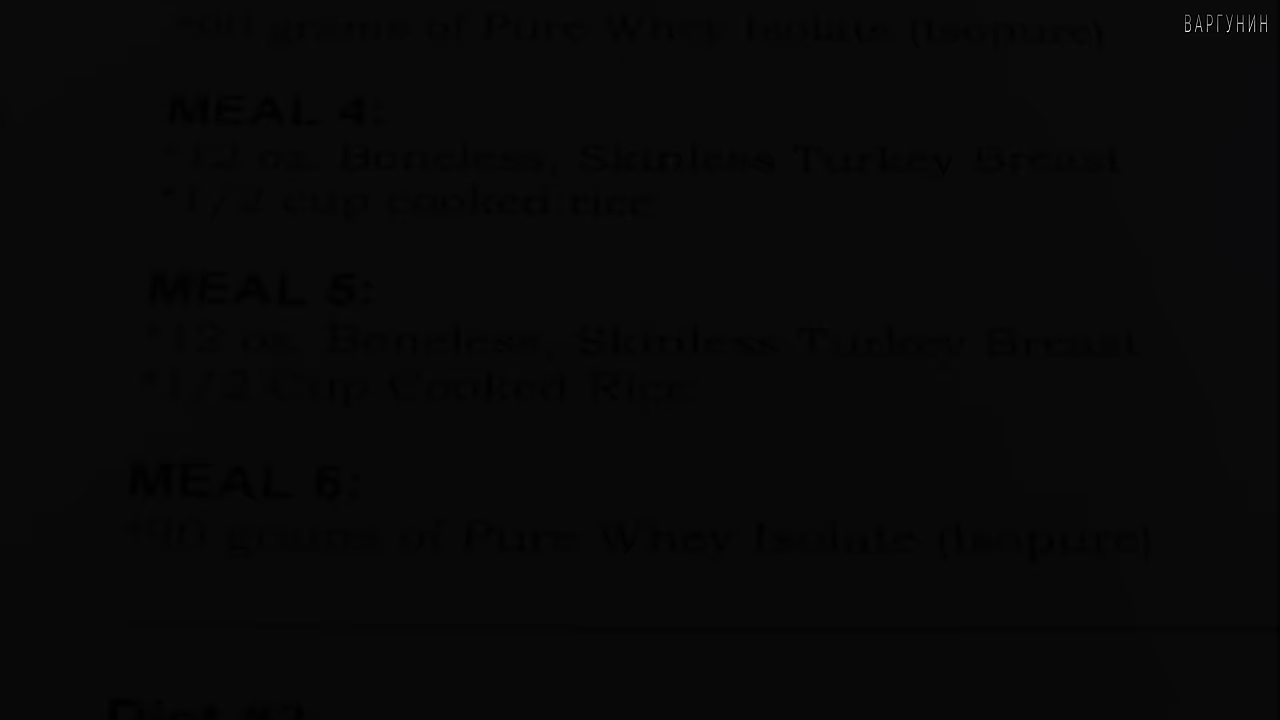 ВАРГУНИН
grams of Pure Whey Isolate (Isopure)
MEAL 4:
*12 oz. Boneless, Skinless Turkey Breast
*1/2 cup cooked rice
MEAL 5:
*12 oz. Boneless, Skinless Turkey Breast
*1/2 Cup Cooked Rice
MEAL 6:
grams of Pure Whey Isolate (Isopure)
Diet